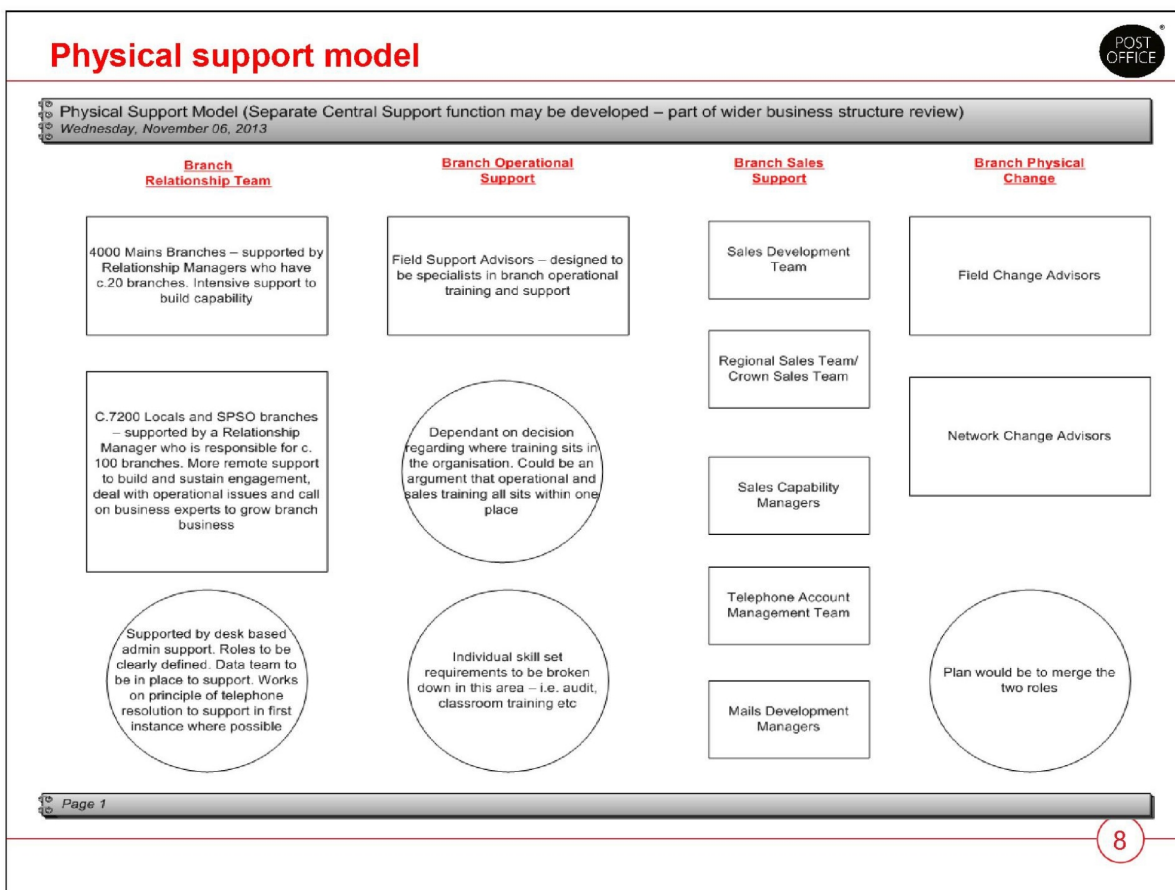 Physical support model
POST
OFFICE
®
Physical Support Model (Separate Central Support function may be developed – part of wider business structure review)
Wednesday, November 06, 2013
Branch
Relationship Team
4000 Mains Branches – supported by
Relationship Managers who have
c.20 branches. Intensive support to
build capability
C.7200 Locals and SPSO branches
– supported by a Relationship
Manager who is responsible for c.
100 branches. More remote support
to build and sustain engagement,
deal with operational issues and call
on business experts to grow branch
business
Supported by desk based
admin support. Roles to be
clearly defined. Data team to
be in place to support. Works
on principle of telephone
resolution to support in first
instance where possible
Branch Operational
Support
Field Support Advisors – designed to
be specialists in branch operational
training and support
Dependant on decision
regarding where training sits in
the organisation. Could be an
argument that operational and
sales training all sits within one
place
Individual skill set
requirements to be broken
down in this area – i.e. audit,
classroom training etc
Branch Sales
Support
Sales Development
Team
Regional Sales Team/
Crown Sales Team
Sales Capability
Managers
Telephone Account
Management Team
Mails Development
Managers
Branch Physical
Change
Field Change Advisors
Network Change Advisors
Plan would be to merge the
two roles
Page 1
8